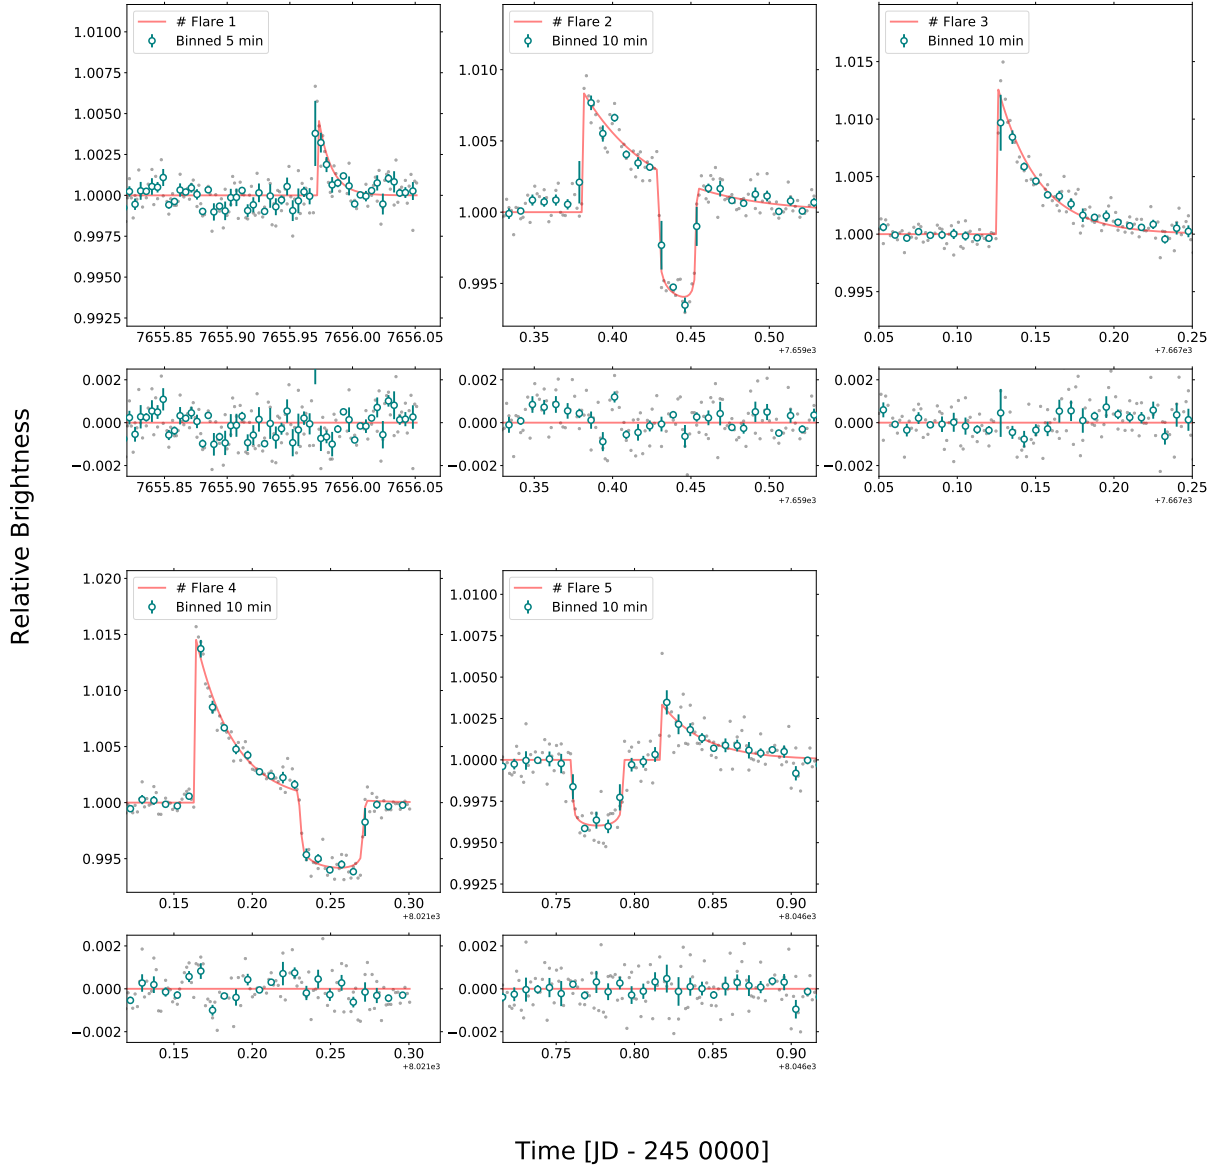 # Flare 1
Binned 5 min
1.0100
1.0075
1.0050
1.0025
1.0000
0.9975
0.9950
0.9925
7655.85 7655.90 7655.95 7656.00 7656.05
# Flare 2
Binned 10 min
1.010
1.005
1.000
0.995
0.35 0.40 0.45 0.50
+7.659e3
# Flare 3
Binned 10 min
1.015
1.010
1.005
1.000
0.995
0.05 0.10 0.15 0.20 0.25
+7.667e3
0.002
0.000
−0.002
7655.85 7655.90 7655.95 7656.00 7656.05
0.002
0.000
−0.002
0.35 0.40 0.45 0.50
+7.659e3
0.002
0.000
−0.002
0.05 0.10 0.15 0.20 0.25
+7.667e3
Relative Brightness
# Flare 4
Binned 10 min
1.020
1.015
1.010
1.005
1.000
0.995
0.15 0.20 0.25 0.30
+8.021e3
# Flare 5
Binned 10 min
1.0100
1.0075
1.0050
1.0025
1.0000
0.9975
0.9950
0.9925
0.75 0.80 0.85 0.90
+8.046e3
0.002
0.000
−0.002
0.15 0.20 0.25 0.30
+8.021e3
0.002
0.000
−0.002
0.75 0.80 0.85 0.90
+8.046e3
Time [JD - 245 0000]